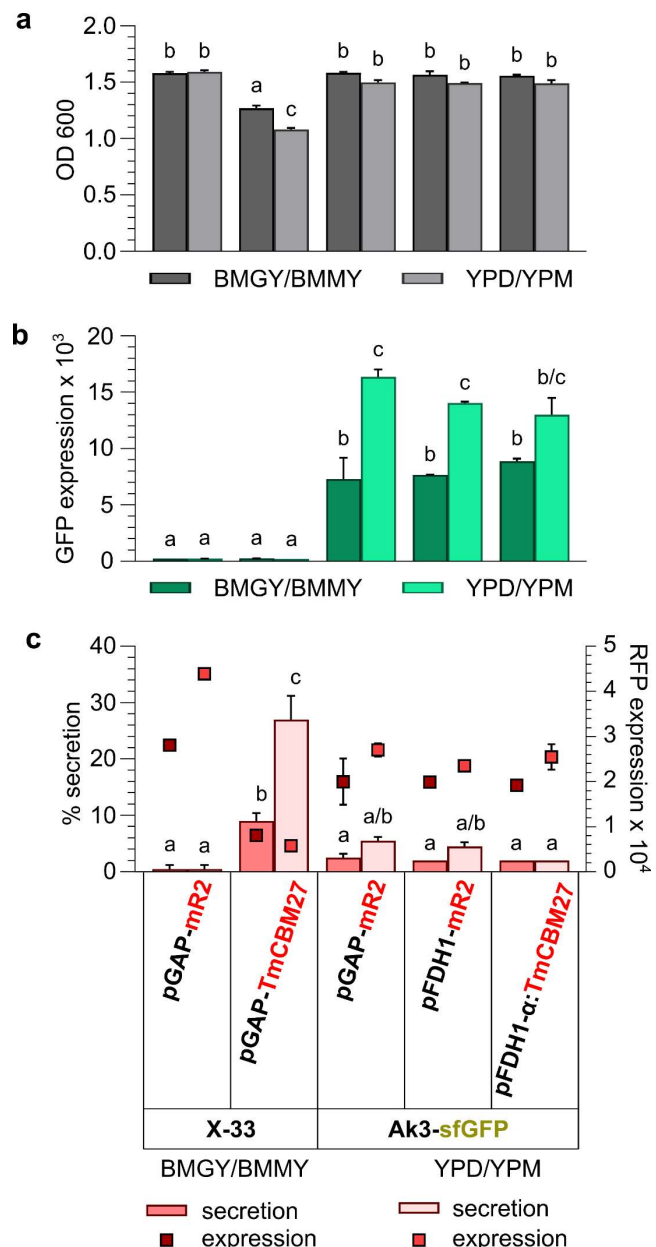 a
2.0
1.5
1.0
0.5
0.0
OD 600
b b a c b b b b b b
BMGY/BMMY YPD/YPM
b
20
15
10
5
0
GFP expression x 10³
a a a a b c b c b b/c
BMGY/BMMY YPD/YPM
c
40
30
20
10
0
% secretion
5
4
3
2
1
0
RFP expression x 10⁴
a a b c a a/b a a/b a a
pGAP-mR2
pGAP-TmCBM27
pGAP-mR2
pFDH1-mR2
pFDH1-α:TmCBM27
X-33 Ak3-sfGFP
BMGY/BMMY YPD/YPM
secretion secretion
expression expression